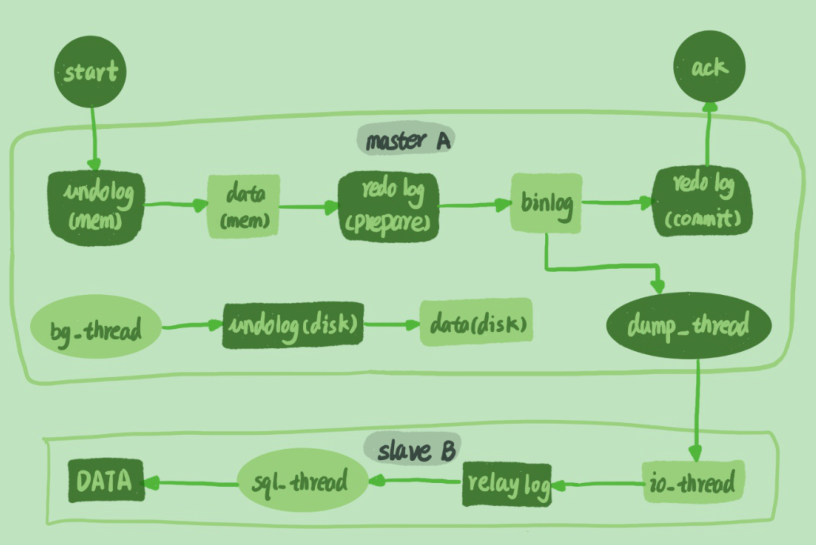 start
ack
master A
undolog
(mem)
data
(mem)
redo log
(prepare)
binlog
redo log
(commit)
bg_thread
undolog(disk)
data(disk)
dump_thread
slave B
DATA
sql_thread
relay log
io_thread